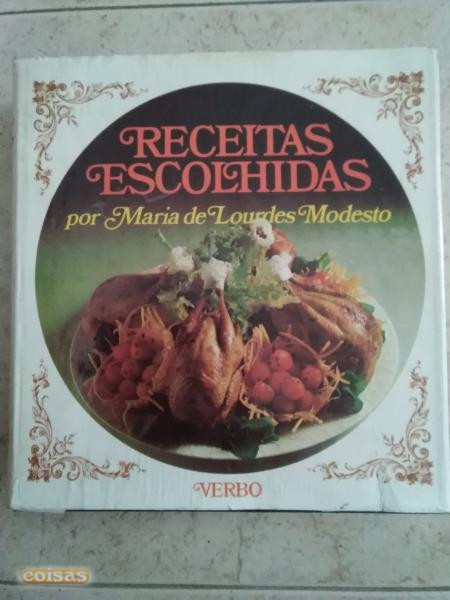 RECEITAS
ESCOLHIDAS
por Maria de Lourdes Modesto
VERBO
coisas